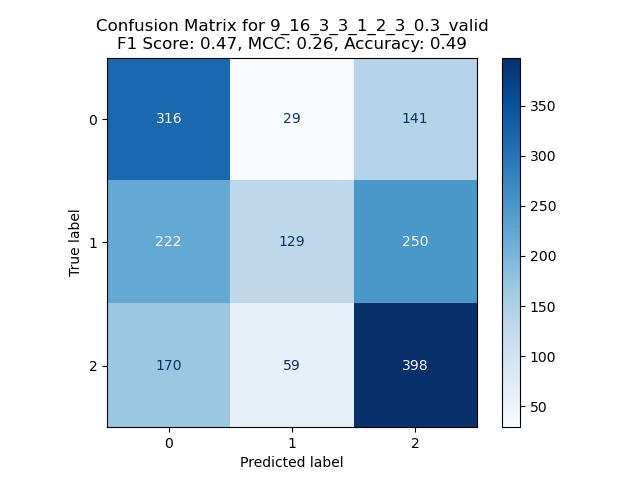 Confusion Matrix for 9_16_3_3_1_2_3_0.3_valid
F1 Score: 0.47, MCC: 0.26, Accuracy: 0.49
0 316 29 141
1 222 129 250
2 170 59 398
0 1 2
Predicted label
True label
350
300
250
200
150
100
50